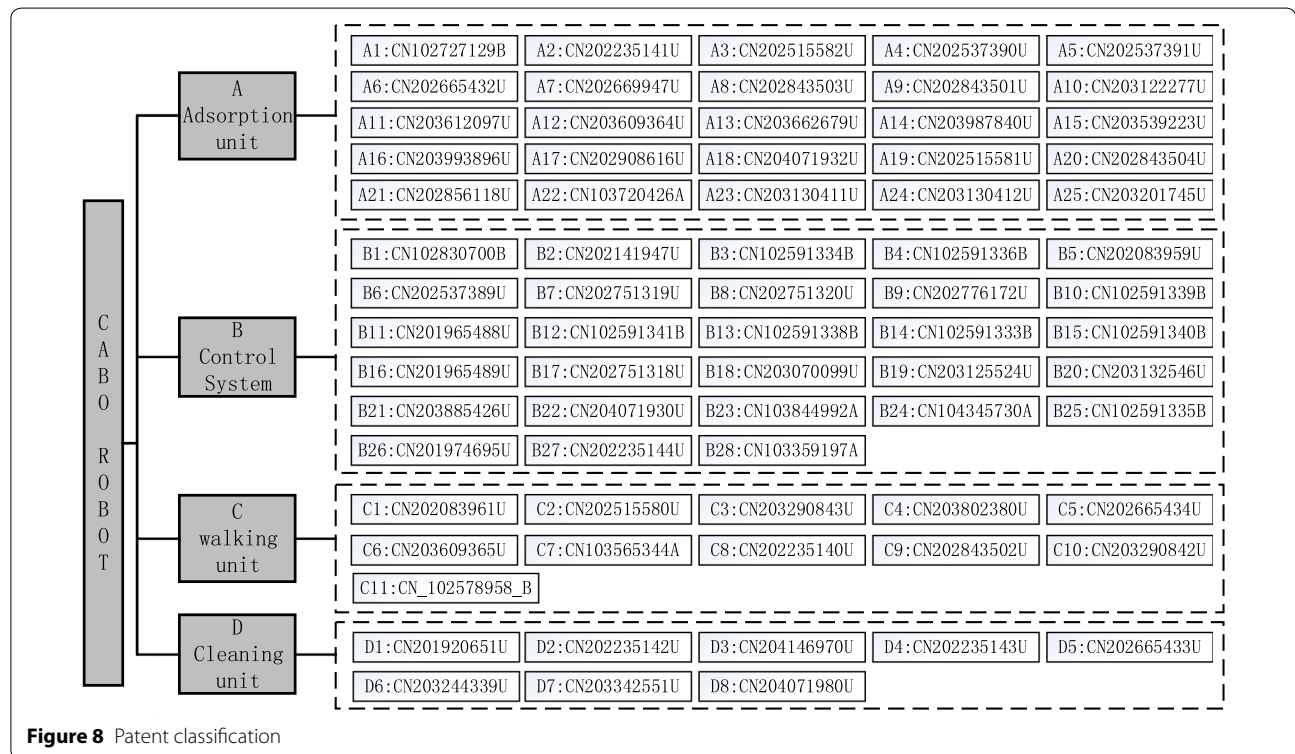 CABO ROBOT
A
Adsorption
unit
A1:CN102727129B A2:CN202235141U A3:CN202515582U A4:CN202537390U A5:CN202537391U
A6:CN202665432U A7:CN202669947U A8:CN202843503U A9:CN202843501U A10:CN203122277U
A11:CN203612097U A12:CN203609364U A13:CN203662679U A14:CN203987840U A15:CN203539223U
A16:CN203993896U A17:CN202908616U A18:CN204071932U A19:CN202515581U A20:CN202843504U
A21:CN202856118U A22:CN103720426A A23:CN203130411U A24:CN203130412U A25:CN203201745U
B
Control
System
B1:CN102830700B B2:CN202141947U B3:CN102591334B B4:CN102591336B B5:CN202083959U
B6:CN202537389U B7:CN202751319U B8:CN202751320U B9:CN202776172U B10:CN102591339B
B11:CN201965488U B12:CN102591341B B13:CN102591338B B14:CN102591333B B15:CN102591340B
B16:CN201965489U B17:CN202751318U B18:CN203070099U B19:CN203125524U B20:CN203132546U
B21:CN203885426U B22:CN204071930U B23:CN103844992A B24:CN104345730A B25:CN102591335B
B26:CN201974695U B27:CN202235144U B28:CN103359197A
C
walking
unit
C1:CN202083961U C2:CN202515580U C3:CN203290843U C4:CN203802380U C5:CN202665434U
C6:CN203609365U C7:CN103565344A C8:CN202235140U C9:CN202843502U C10:CN203290842U
C11:CN_102578958_B
D
Cleaning
unit
D1:CN201920651U D2:CN202235142U D3:CN204146970U D4:CN202235143U D5:CN202665433U
D6:CN203244339U D7:CN203342551U D8:CN204071980U
Figure 8 Patent classification